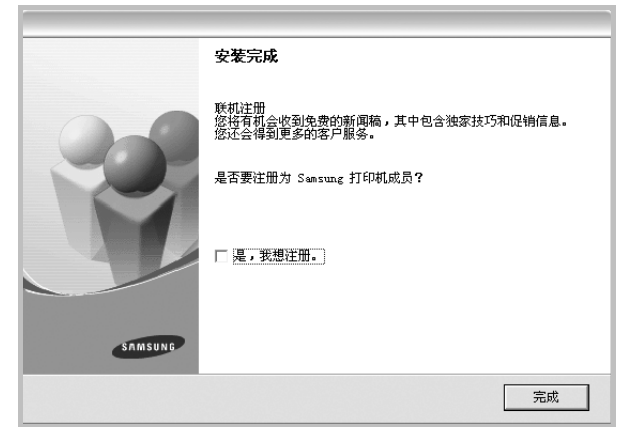 安装完成
联机注册
您将有机会收到免费的新闻稿，其中包含独家技巧和促销信息。
您还会得到更多的客户服务。
是否要注册为 Samsung 打印机成员？
是，我想注册。
SAMSUNG
完成